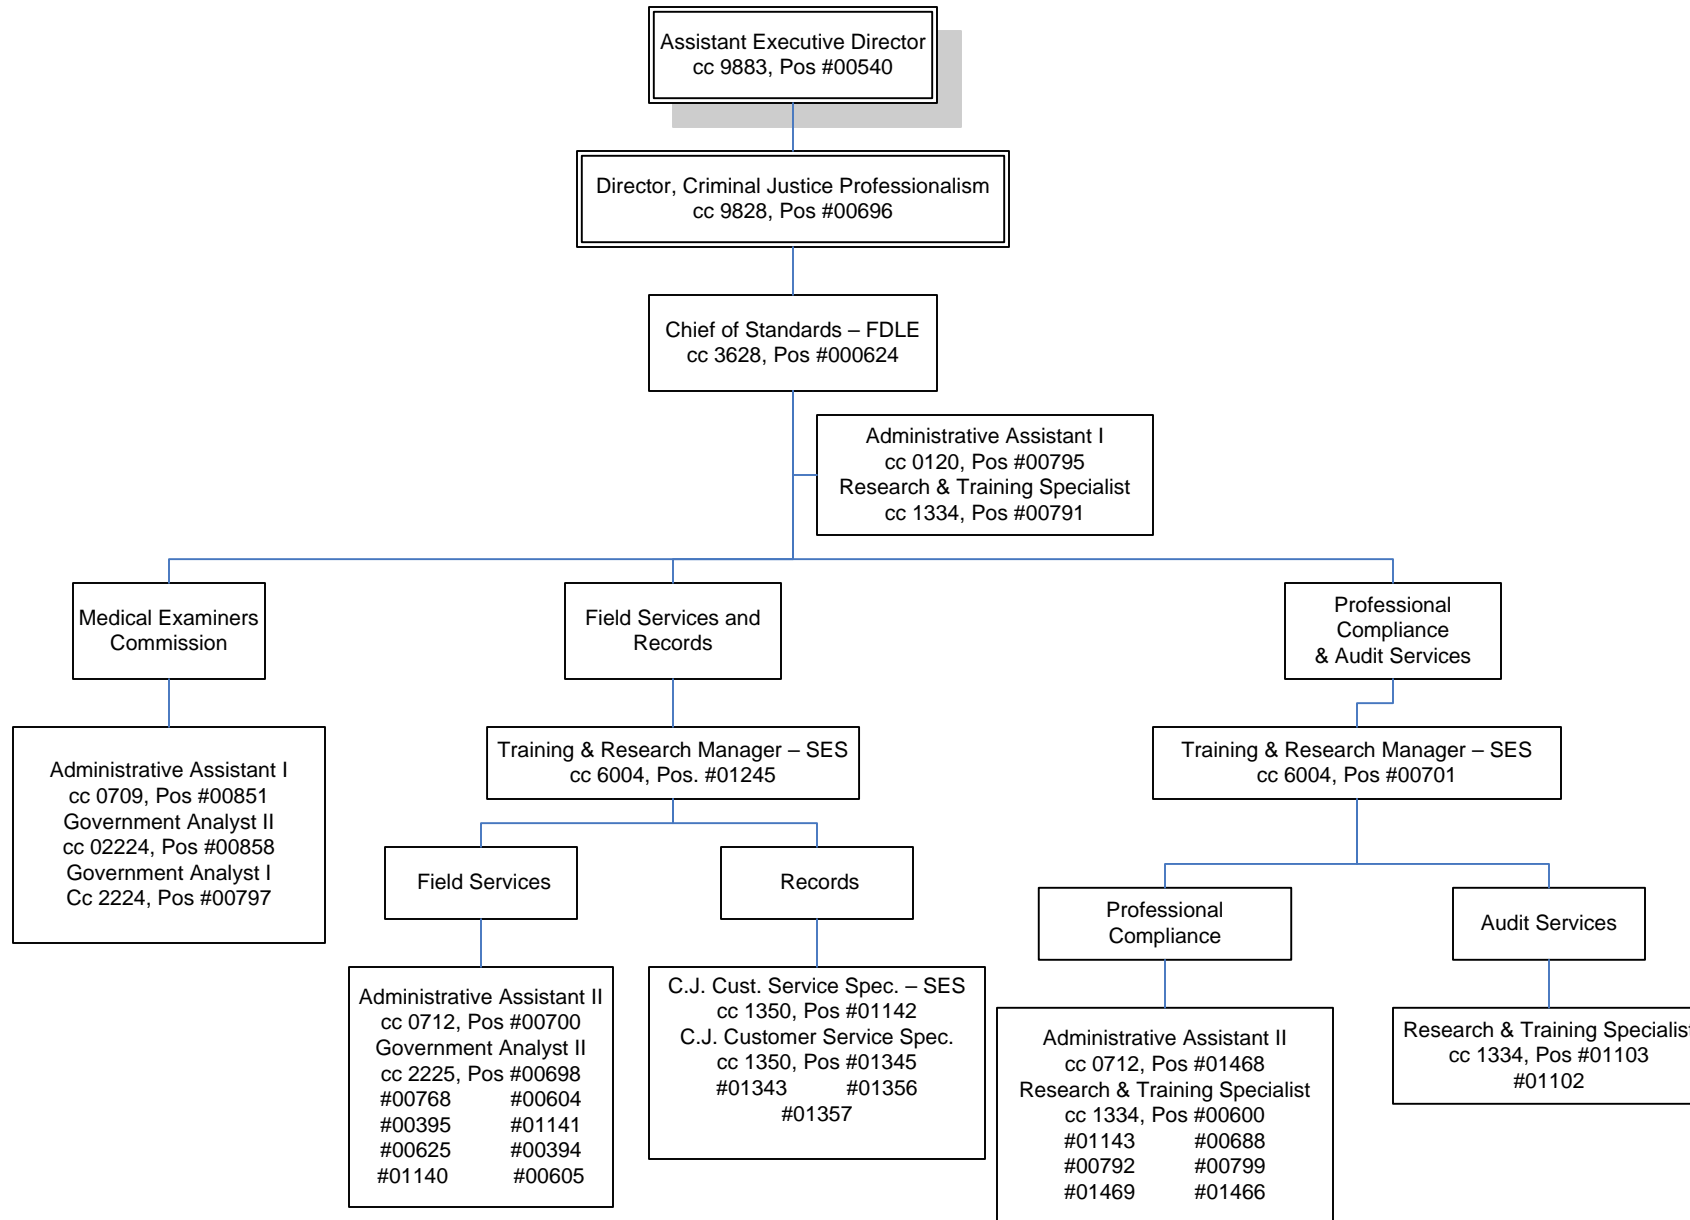 Assistant Executive Director
cc 9883, Pos #00540
Director, Criminal Justice Professionalism
cc 9828, Pos #00696
Chief of Standards – FDLE
cc 3628, Pos #000624
Administrative Assistant I
cc 0120, Pos #00795
Research & Training Specialist
cc 1334, Pos #00791
Medical Examiners
Commission
Administrative Assistant I
cc 0709, Pos #00851
Government Analyst II
cc 02224, Pos #00858
Government Analyst I
Cc 2224, Pos #00797
Field Services and
Records
Training & Research Manager – SES
cc 6004, Pos. #01245
Field Services
Administrative Assistant II
cc 0712, Pos #00700
Government Analyst II
cc 2225, Pos #00698
#00768 #00604
#00395 #01141
#00625 #00394
#01140 #00605
Records
C.J. Cust. Service Spec. – SES
cc 1350, Pos #01142
C.J. Customer Service Spec.
cc 1350, Pos #01345
#01343 #01356
#01357
Professional
Compliance
& Audit Services
Training & Research Manager – SES
cc 6004, Pos #00701
Professional
Compliance
Administrative Assistant II
cc 0712, Pos #01468
Research & Training Specialist
cc 1334, Pos #00600
#01143 #00688
#00792 #00799
#01469 #01466
Audit Services
Research & Training Specialist
cc 1334, Pos #01103
#01102